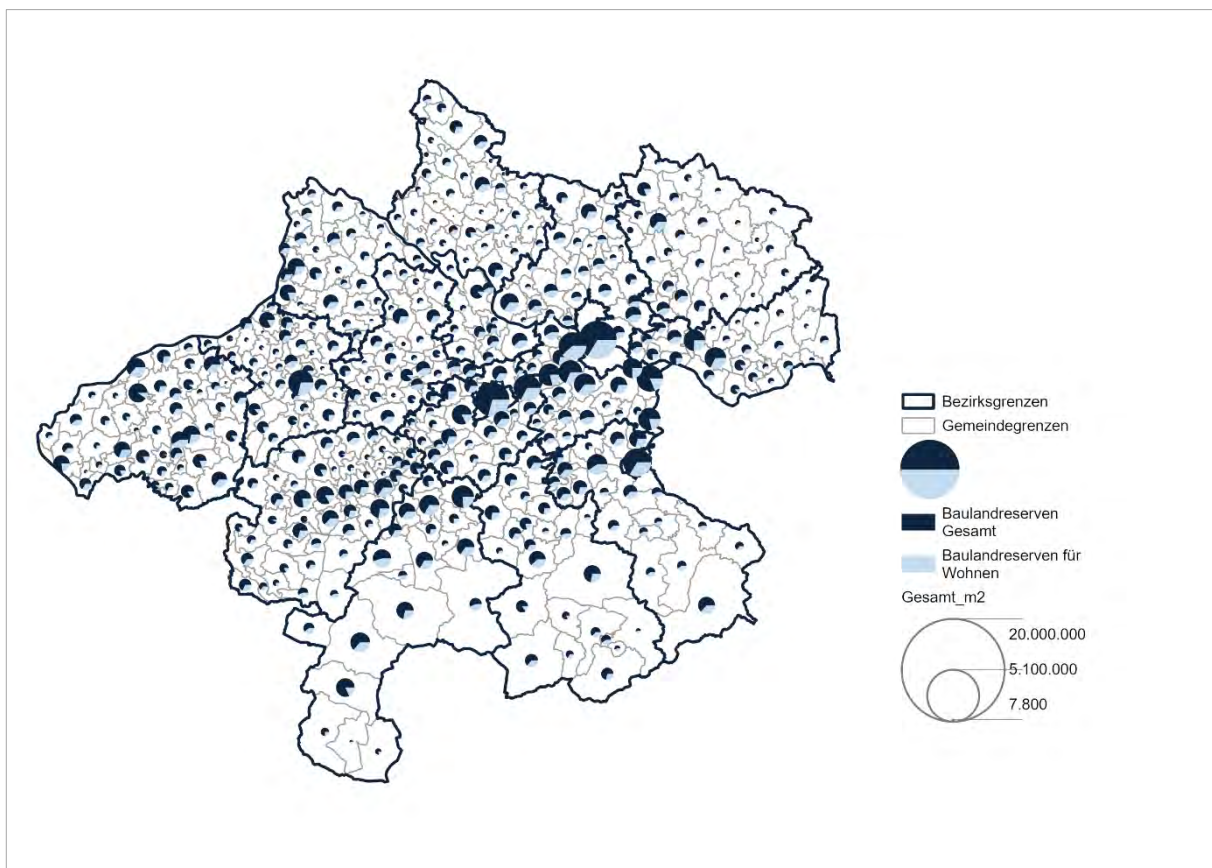 Bezirksgrenzen
Gemeindegrenzen
Baulandreserven
Gesamt
Baulandreserven für
Wohnen
Gesamt_m2
20.000.000
5.100.000
7.800